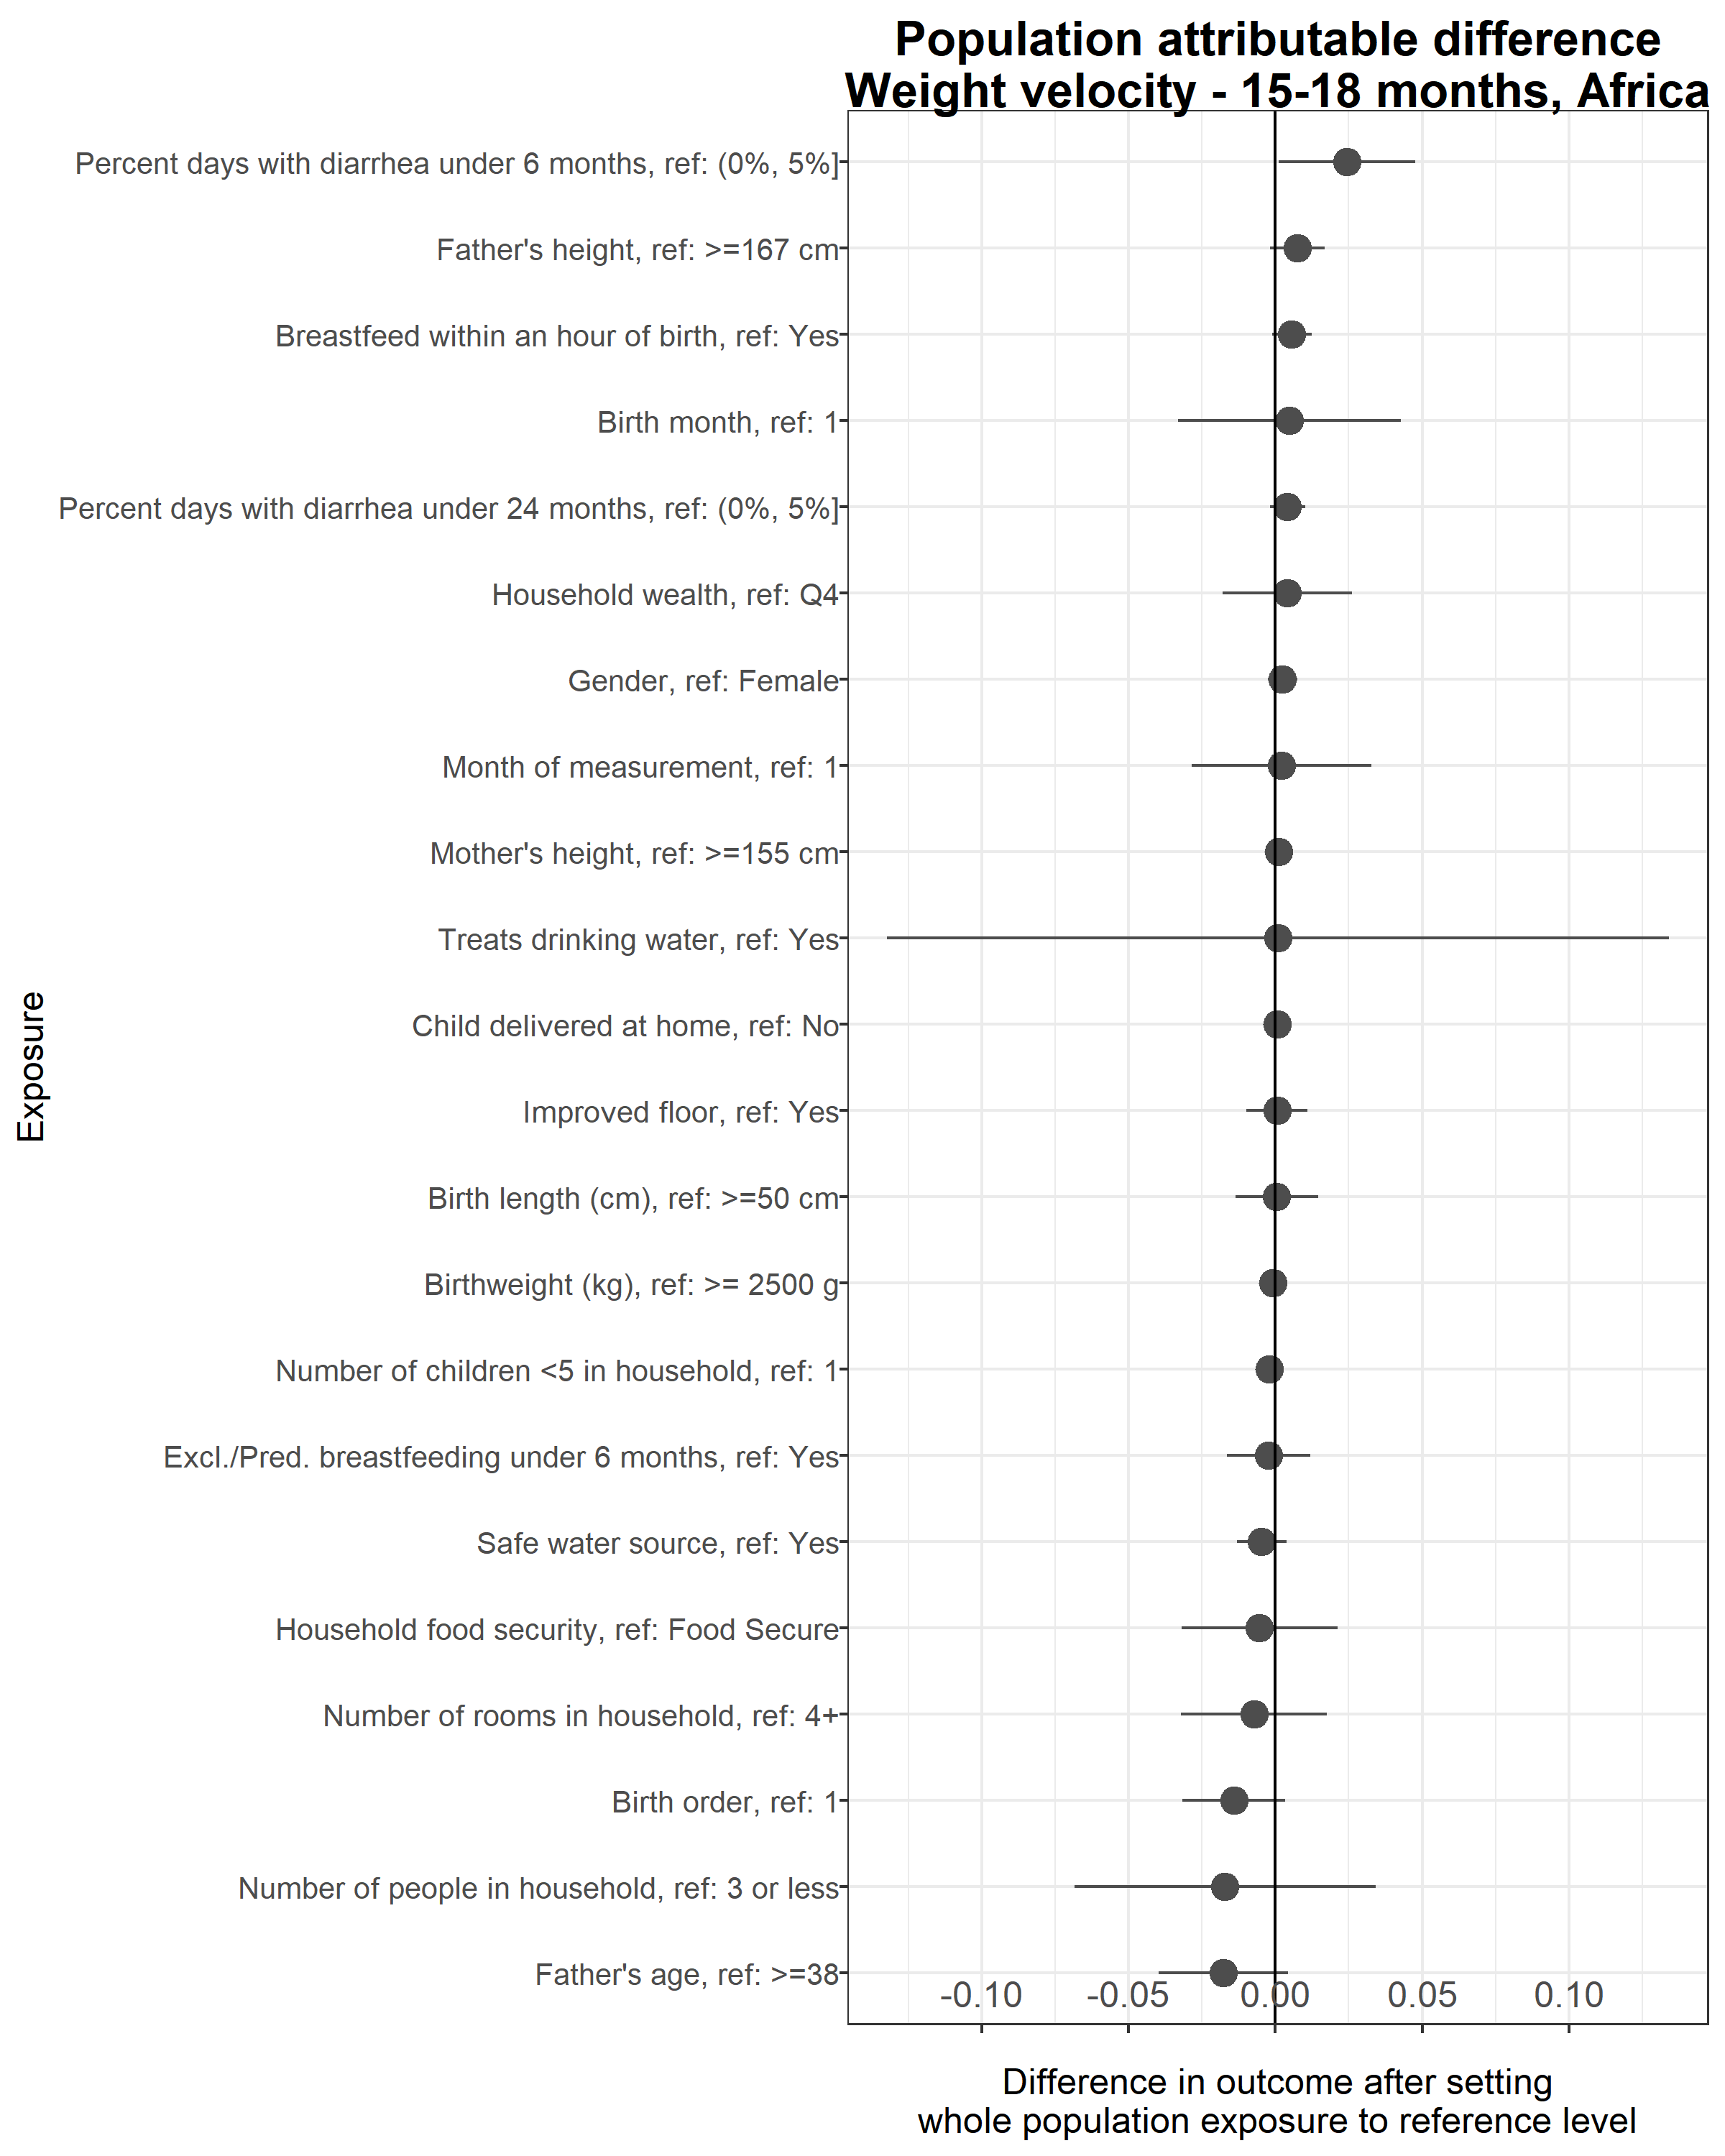 Population attributable difference
Weight velocity - 15-18 months, Africa
Percent days with diarrhea under 6 months, ref: (0%, 5%]
Father's height, ref: >=167 cm
Breastfeed within an hour of birth, ref: Yes
Birth month, ref: 1
Percent days with diarrhea under 24 months, ref: (0%, 5%]
Household wealth, ref: Q4
Gender, ref: Female
Month of measurement, ref: 1
Mother's height, ref: >=155 cm
Treats drinking water, ref: Yes
Child delivered at home, ref: No
Improved floor, ref: Yes
Birth length (cm), ref: >=50 cm
Birthweight (kg), ref: >= 2500 g
Number of children <5 in household, ref: 1
Excl./Pred. breastfeeding under 6 months, ref: Yes
Safe water source, ref: Yes
Household food security, ref: Food Secure
Number of rooms in household, ref: 4+
Birth order, ref: 1
Number of people in household, ref: 3 or less
Father's age, ref: >=38
Exposure
-0.10 -0.05 0.00 0.05 0.10
Difference in outcome after setting
whole population exposure to reference level